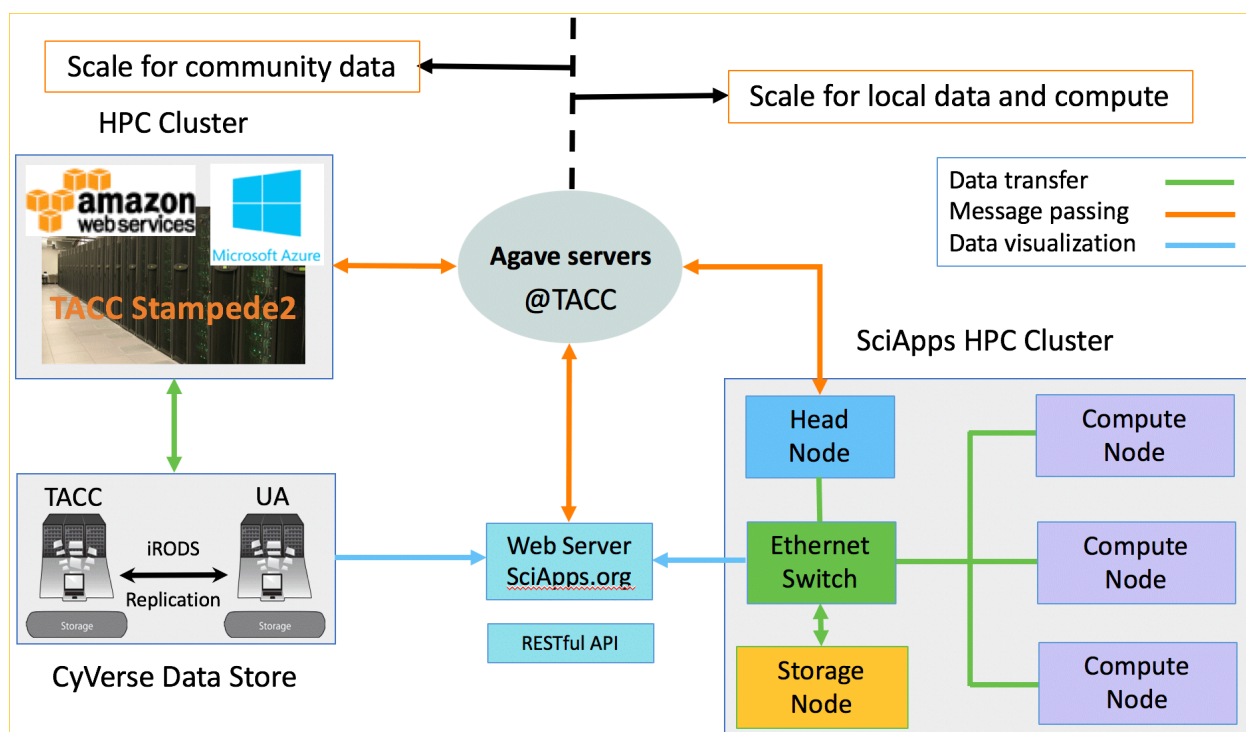 Scale for community data
Scale for local data and compute
HPC Cluster
amazon
webservices
Microsoft Azure
TACC Stampede2
Agave servers
@TACC
Data transfer
Message passing
Data visualization
SciApps HPC Cluster
Head
Node
Compute
Node
TACC
UA
iRODS
Replication
Storage
Storage
Web Server
SciApps.org
Ethernet
Switch
Compute
Node
RESTful API
Storage
Node
Compute
Node
CyVerse Data Store